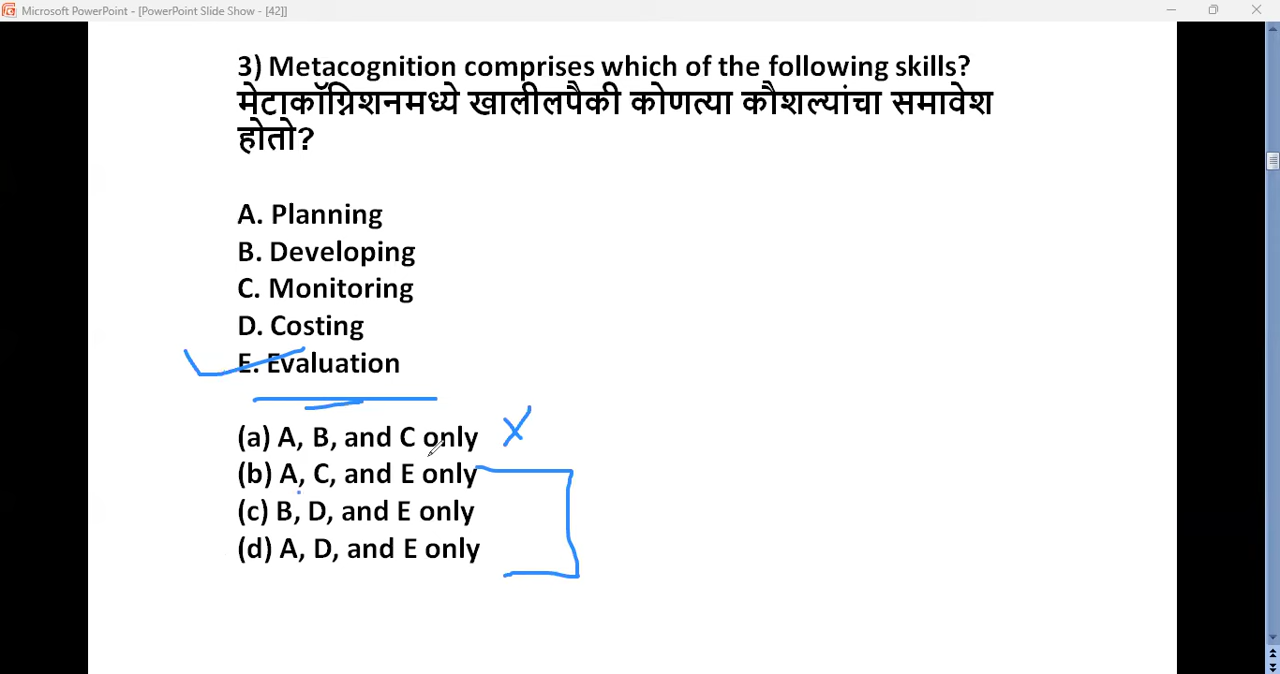 Microsoft PowerPoint - [PowerPoint Slide Show - [42]]
3) Metacognition comprises which of the following skills?
मेटाकॉग्निशनमध्ये खालीलपैकी कोणत्या कौशल्यांचा समावेश
होतो?
A. Planning
B. Developing
C. Monitoring
D. Costing
E. Evaluation
(a) A, B, and C only
(b) A, C, and E only
(c) B, D, and E only
(d) A, D, and E only